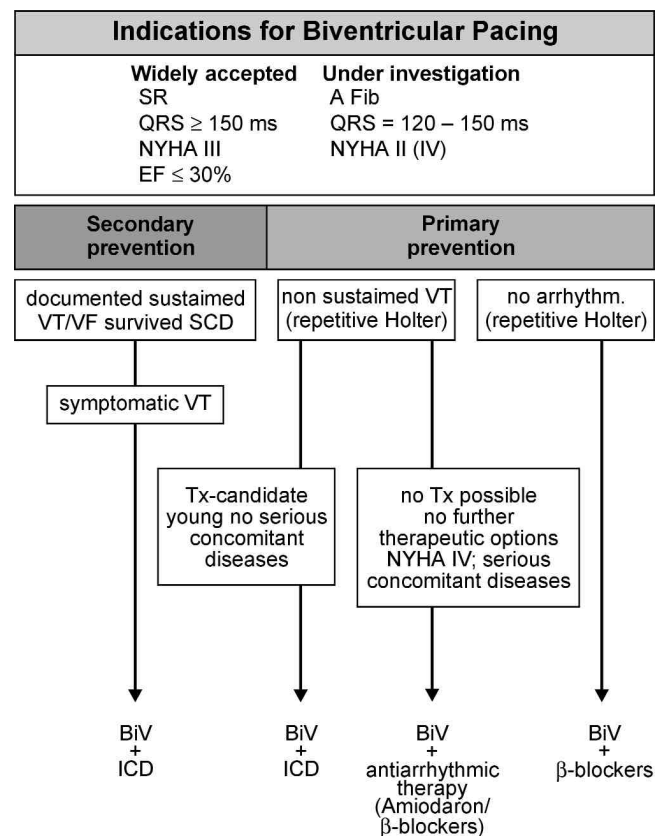 Indications for Biventricular Pacing
Widely accepted
SR
QRS ≥ 150 ms
NYHA III
EF ≤ 30%
Under investigation
A Fib
QRS = 120 – 150 ms
NYHA II (IV)
Secondary
prevention
Primary
prevention
documented sustaimed
VT/VF survived SCD
non sustaimed VT
(repetitive Holter)
no arrhythm.
(repetitive Holter)
symptomatic VT
Tx-candidate
young no serious
concomitant
diseases
no Tx possible
no further
therapeutic options
NYHA IV; serious
concomitant diseases
BiV
+
ICD
BiV
+
ICD
BiV
+
antiarrhythmic
therapy
(Amiodaron/
β-blockers)
BiV
+
β-blockers